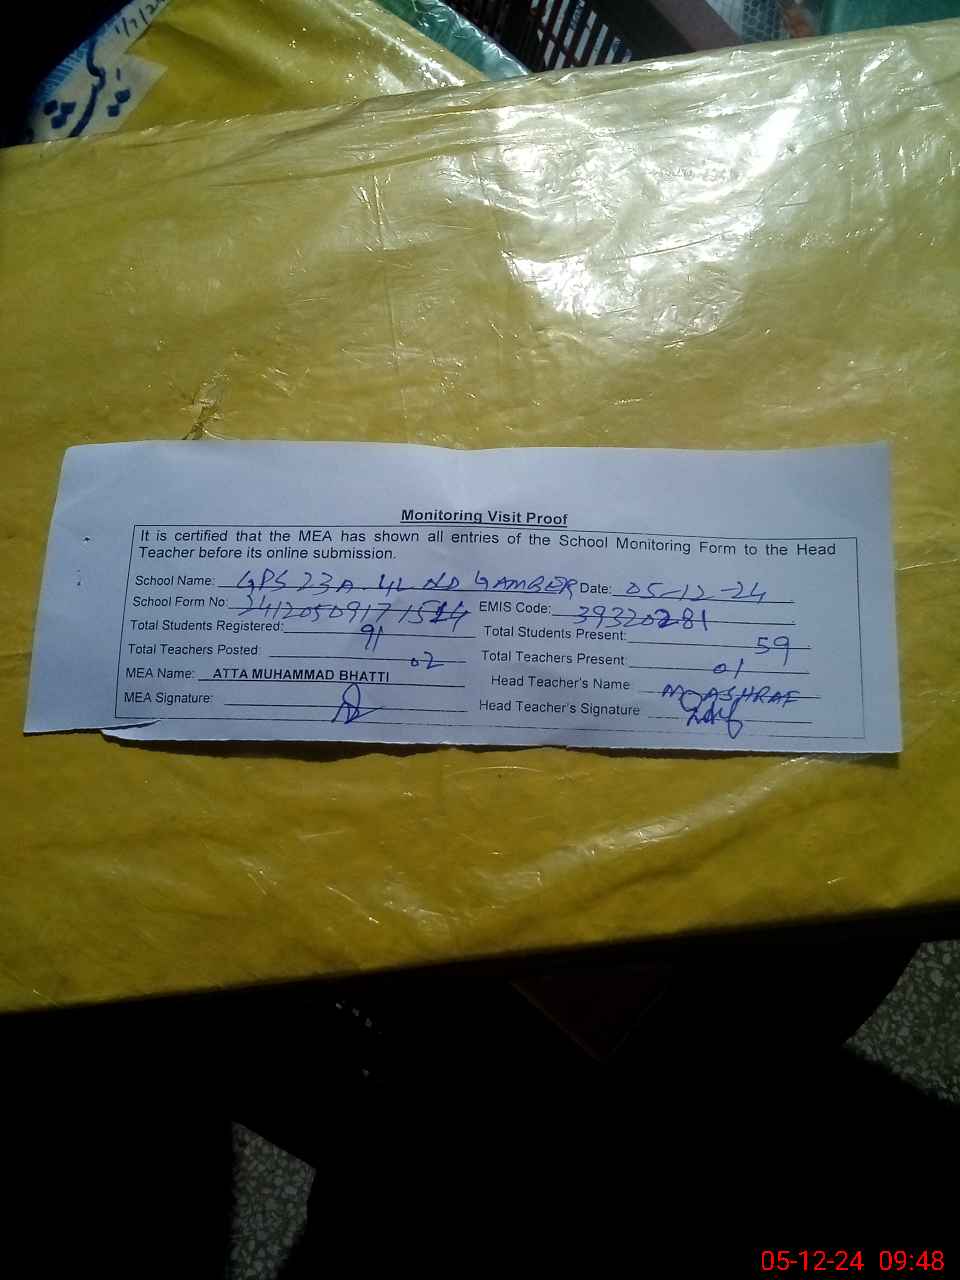 Monitoring Visit Proof
It is certified that the MEA has shown all entries of the School Monitoring Form to the Head
Teacher before its online submission.
School Name: GPS 23A 4L ND GAMBER Date: 05-12-24
School Form No: EMIS Code: 39320281
Total Students Registered: 91 Total Students Present: 59
Total Teachers Posted: 02 Total Teachers Present: 01
MEA Name: ATTA MUHAMMAD BHATTI Head Teacher's Name M ASHRAF
MEA Signature: Head Teacher's Signature
05-12-24 09:48